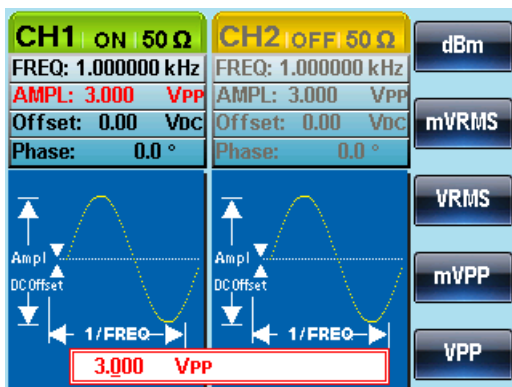 CH1 ON 50 Ω
FREQ: 1.000000 kHz
AMPL: 3.000 VPP
Offset: 0.00 VDC
Phase: 0.0 °
CH2 OFF 50 Ω
FREQ: 1.000000 kHz
AMPL: 3.000 VPP
Offset: 0.00 VDC
Phase: 0.0 °
Ampl
DC Offset
1/FREQ
Ampl
DC Offset
1/FREQ
3.000 VPP
dBm
mVRMS
VRMS
mVPP
VPP